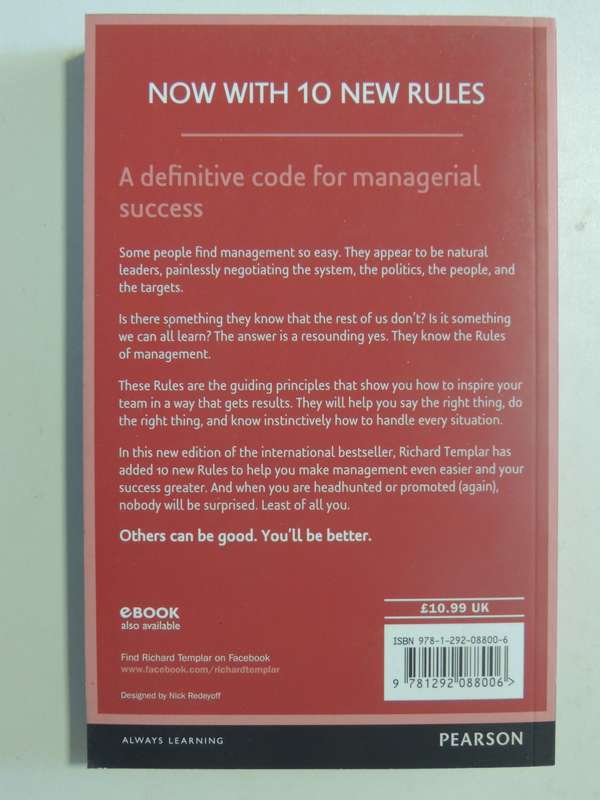 NOW WITH 10 NEW RULES
A definitive code for managerial
success
Some people find management so easy. They appear to be natural
leaders, painlessly negotiating the system, the politics, the people, and
the targets.
Is there something they know that the rest of us don't? Is it something
we can all learn? The answer is a resounding yes. They know the Rules
of management.
These Rules are the guiding principles that show you how to inspire your
team in a way that gets results. They will help you say the right thing, do
the right thing, and know instinctively how to handle every situation.
In this new edition of the international bestseller, Richard Templar has
added 10 new Rules to help you make management even easier and your
success greater. And when you are headhunted or promoted (again),
nobody will be surprised. Least of all you.
Others can be good. You'll be better.
eBOOK
also available
£10.99 UK
ISBN 978-1-292-08800-6
9 781292 088006 >
Find Richard Templar on Facebook
www.facebook.com/richardtemplar
Designed by Nick Redeyoff
ALWAYS LEARNING
PEARSON